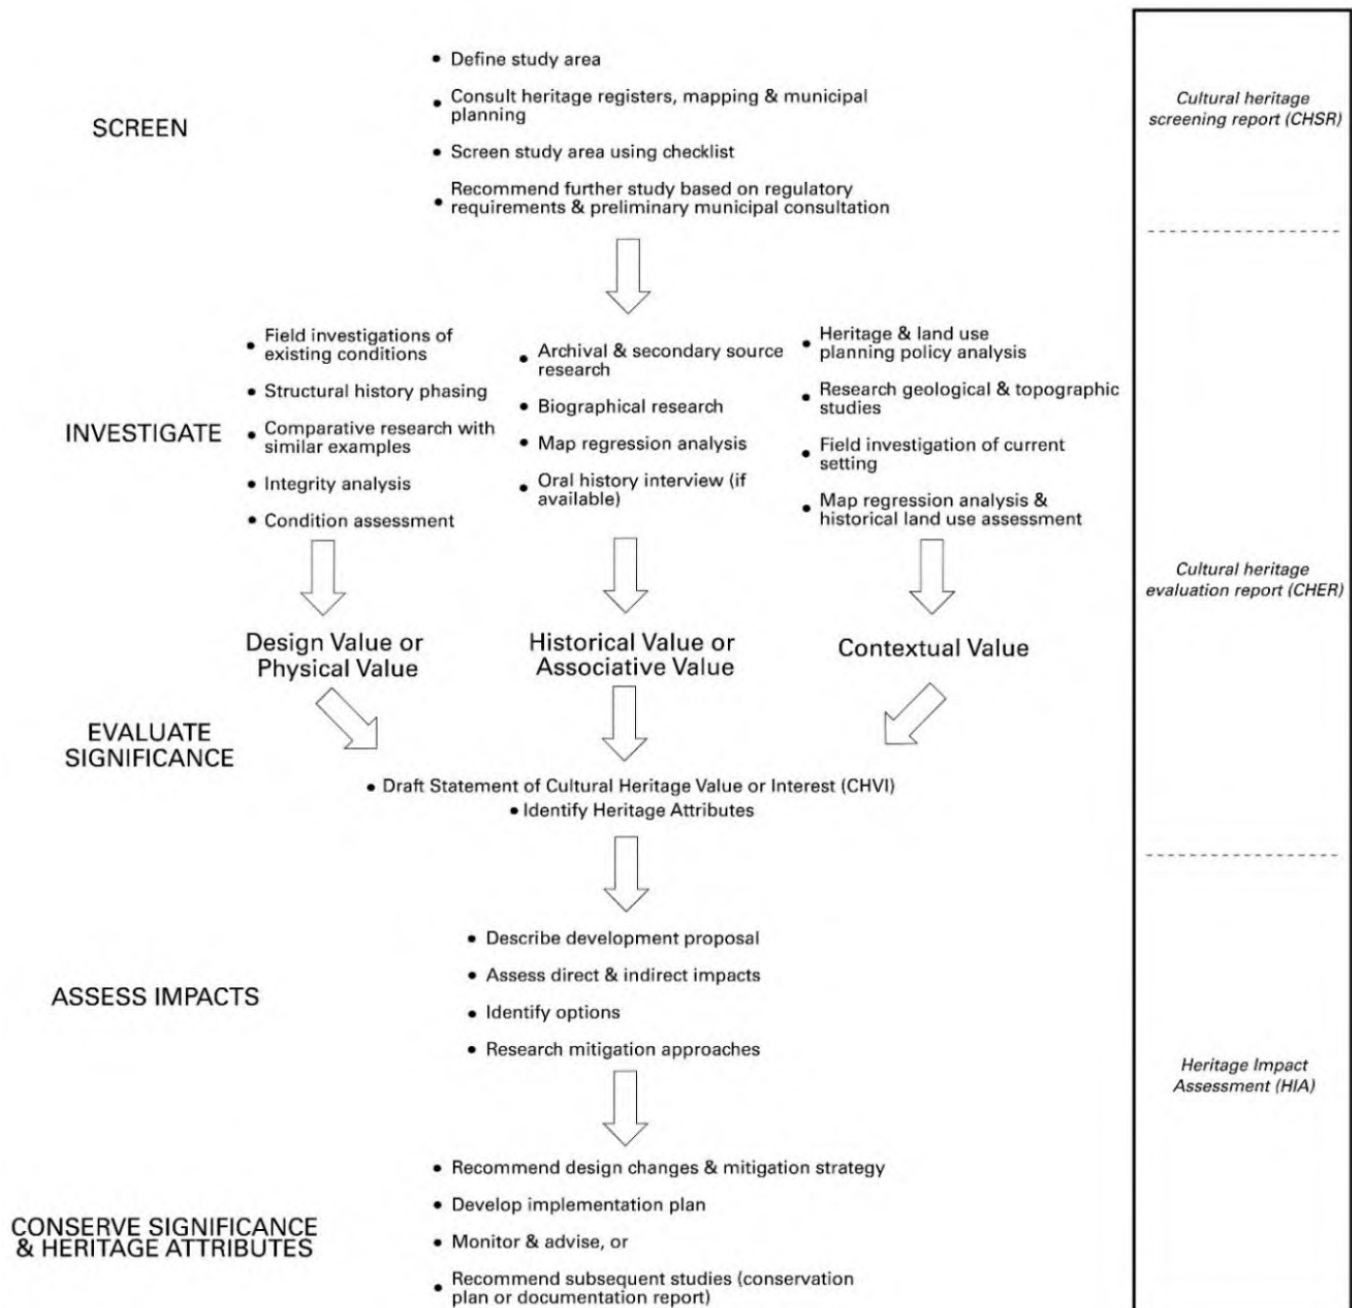 SCREEN
• Define study area
• Consult heritage registers, mapping & municipal
planning
• Screen study area using checklist
• Recommend further study based on regulatory
requirements & preliminary municipal consultation
Cultural heritage
screening report (CHSR)
INVESTIGATE
• Field investigations of
existing conditions
• Structural history phasing
• Comparative research with
similar examples
• Integrity analysis
• Condition assessment
• Archival & secondary source
research
• Biographical research
• Map regression analysis
• Oral history interview (if
available)
• Heritage & land use
planning policy analysis
• Research geological & topographic
studies
• Field investigation of current
setting
• Map regression analysis &
historical land use assessment
Cultural heritage
evaluation report (CHER)
Design Value or
Physical Value
Historical Value or
Associative Value
Contextual Value
EVALUATE
SIGNIFICANCE
• Draft Statement of Cultural Heritage Value or Interest (CHVI)
• Identify Heritage Attributes
ASSESS IMPACTS
• Describe development proposal
• Assess direct & indirect impacts
• Identify options
• Research mitigation approaches
Heritage Impact
Assessment (HIA)
CONSERVE SIGNIFICANCE
& HERITAGE ATTRIBUTES
• Recommend design changes & mitigation strategy
• Develop implementation plan
• Monitor & advise, or
• Recommend subsequent studies (conservation
plan or documentation report)